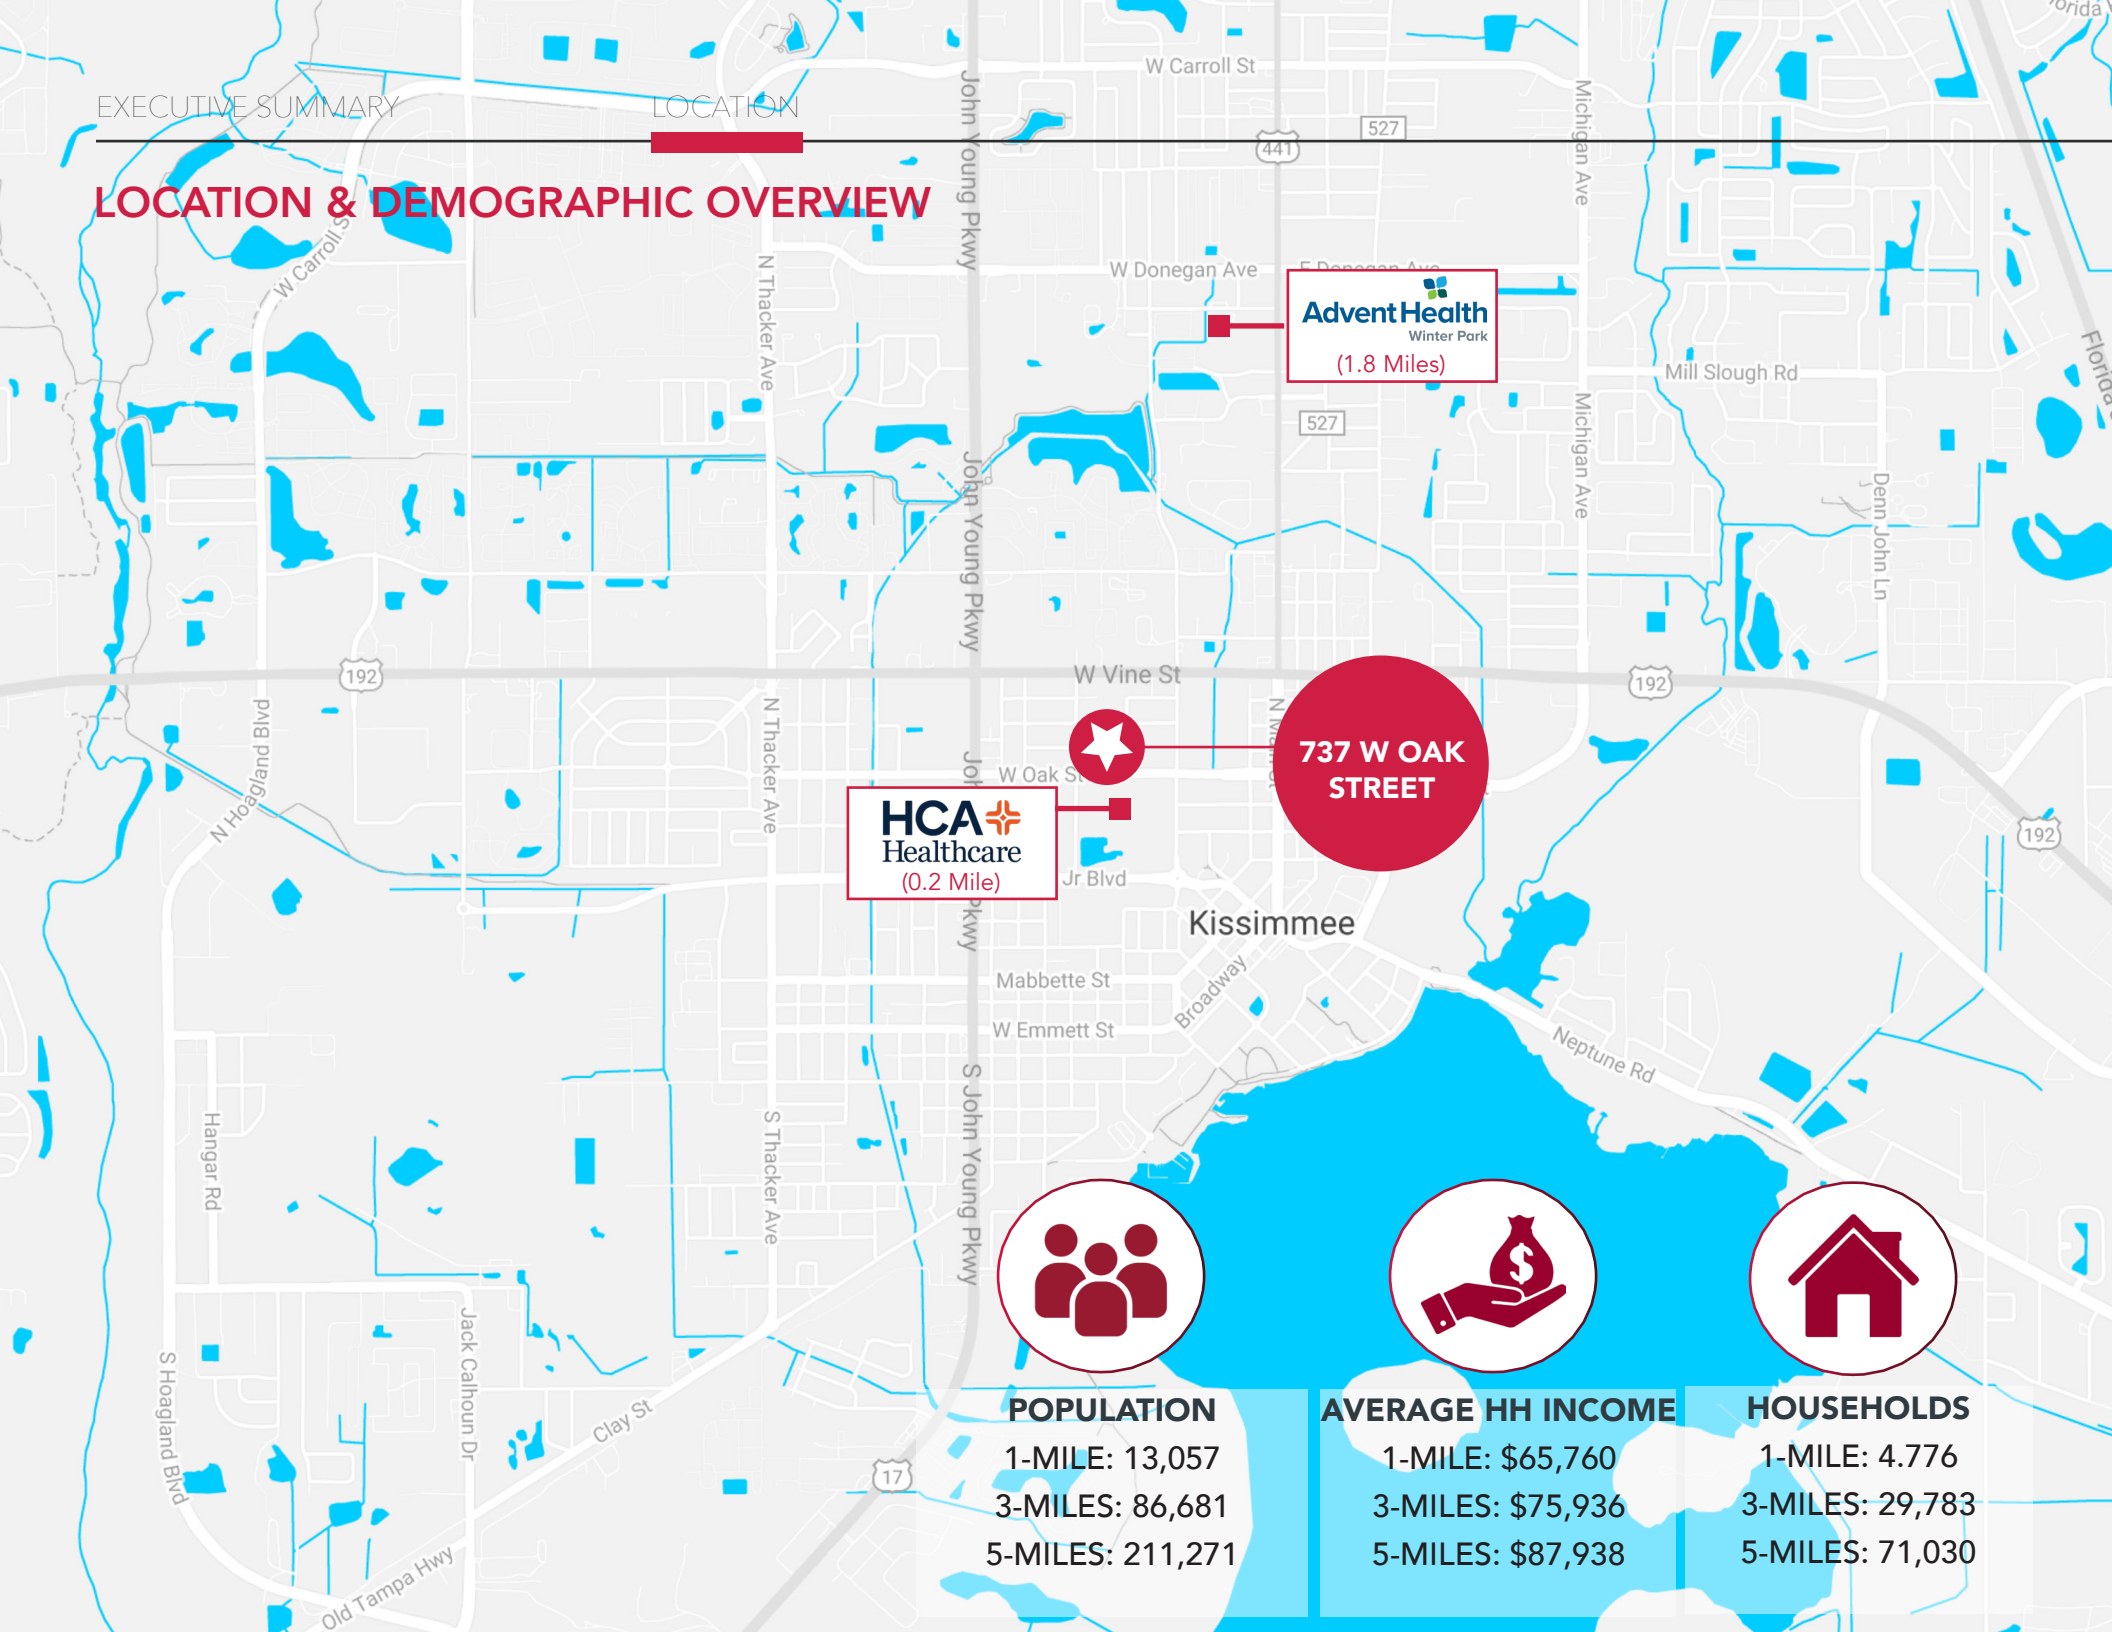 EXECUTIVE SUMMARY
LOCATION
LOCATION & DEMOGRAPHIC OVERVIEW
W Carroll St
527
441
John Young Pkwy
Michigan Ave
W Carroll S
N Thacker Ave
W Donegan Ave
E Donegan Ave
AdventHealth
Winter Park
(1.8 Miles)
Mill Slough Rd
527
Michigan Ave
John Young Pkwy
Denn John Ln
192
W Vine St
192
N Hoagland Blvd
N Thacker Ave
737 W OAK
STREET
W Oak St
HCA
Healthcare
(0.2 Mile)
192
Jr Blvd
Pkwy
Kissimmee
Mabbette St
Broadway
W Emmett St
Neptune Rd
Hangar Rd
S Thacker Ave
S John Young Pkwy
S Hoagland Blvd
Jack Calhoun Dr
Clay St
17
Old Tampa Hwy
POPULATION
1-MILE: 13,057
3-MILES: 86,681
5-MILES: 211,271
AVERAGE HH INCOME
1-MILE: $65,760
3-MILES: $75,936
5-MILES: $87,938
HOUSEHOLDS
1-MILE: 4.776
3-MILES: 29,783
5-MILES: 71,030